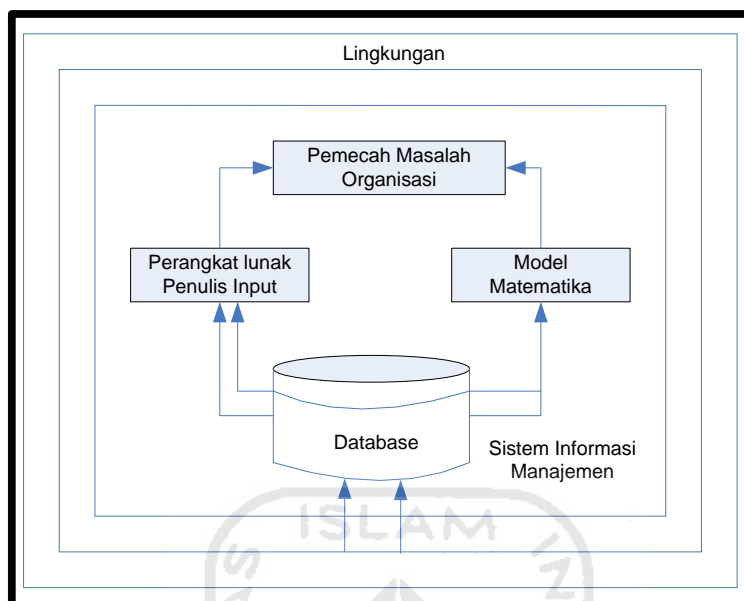 Lingkungan
Pemecah Masalah
Organisasi
Perangkat lunak
Penulis Input
Model
Matematika
Database
Sistem Informasi
Manajemen
ISLAM